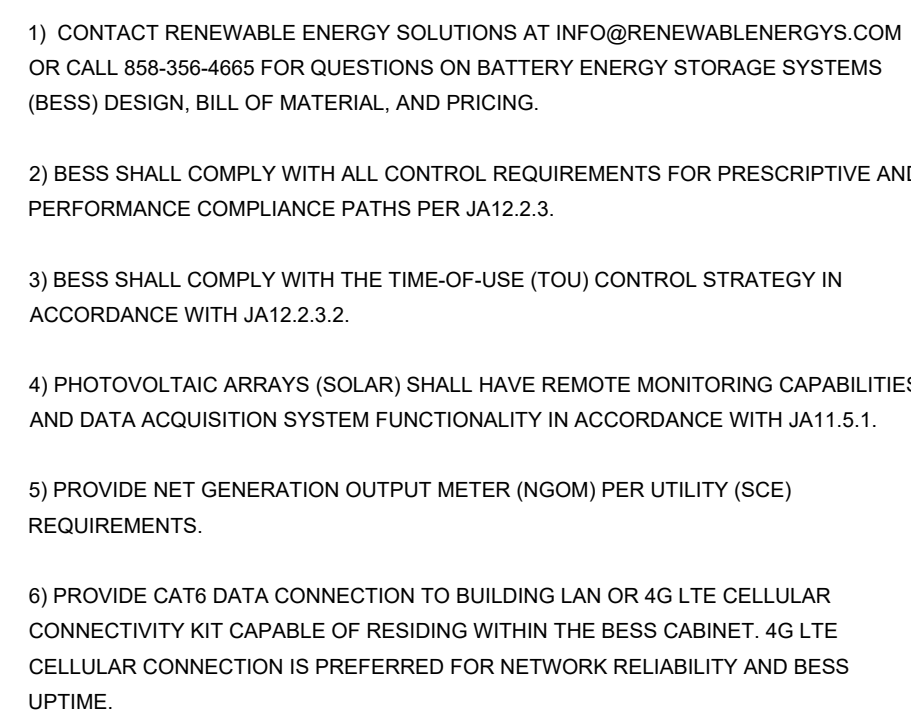 1)  CONTACT RENEWABLE ENERGY SOLUTIONS AT INFO@RENEWABLENERGYS.COM
OR CALL 858-356-4665 FOR QUESTIONS ON BATTERY ENERGY STORAGE SYSTEMS
(BESS) DESIGN, BILL OF MATERIAL, AND PRICING.
2) BESS SHALL COMPLY WITH ALL CONTROL REQUIREMENTS FOR PRESCRIPTIVE AND
PERFORMANCE COMPLIANCE PATHS PER JA12.2.3.
3) BESS SHALL COMPLY WITH THE TIME-OF-USE (TOU) CONTROL STRATEGY IN
ACCORDANCE WITH JA12.2.3.2.
4) PHOTOVOLTAIC ARRAYS (SOLAR) SHALL HAVE REMOTE MONITORING CAPABILITIES
AND DATA ACQUISITION SYSTEM FUNCTIONALITY IN ACCORDANCE WITH JA11.5.1.
5) PROVIDE NET GENERATION OUTPUT METER (NGOM) PER UTILITY (SCE)
REQUIREMENTS.
6) PROVIDE CAT6 DATA CONNECTION TO BUILDING LAN OR 4G LTE CELLULAR
CONNECTIVITY KIT CAPABLE OF RESIDING WITHIN THE BESS CABINET. 4G LTE
CELLULAR CONNECTION IS PREFERRED FOR NETWORK RELIABILITY AND BESS
UPTIME.